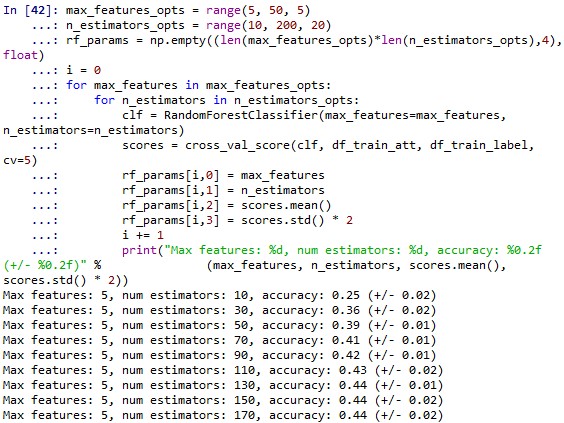 In [42]: max_features_opts = range(5, 50, 5)
    ...: n_estimators_opts = range(10, 200, 20)
    ...: rf_params = np.empty((len(max_features_opts)*len(n_estimators_opts),4),
float)
    ...: i = 0
    ...: for max_features in max_features_opts:
    ...:     for n_estimators in n_estimators_opts:
    ...:         clf = RandomForestClassifier(max_features=max_features,
n_estimators=n_estimators)
    ...:         scores = cross_val_score(clf, df_train_att, df_train_label,
cv=5)
    ...:         rf_params[i,0] = max_features
    ...:         rf_params[i,1] = n_estimators
    ...:         rf_params[i,2] = scores.mean()
    ...:         rf_params[i,3] = scores.std() * 2
    ...:         i += 1
    ...:         print("Max features: %d, num estimators: %d, accuracy: %0.2f
(+/- %0.2f)" %               (max_features, n_estimators, scores.mean(),
scores.std() * 2))
Max features: 5, num estimators: 10, accuracy: 0.25 (+/- 0.02)
Max features: 5, num estimators: 30, accuracy: 0.36 (+/- 0.02)
Max features: 5, num estimators: 50, accuracy: 0.39 (+/- 0.01)
Max features: 5, num estimators: 70, accuracy: 0.41 (+/- 0.01)
Max features: 5, num estimators: 90, accuracy: 0.42 (+/- 0.01)
Max features: 5, num estimators: 110, accuracy: 0.43 (+/- 0.02)
Max features: 5, num estimators: 130, accuracy: 0.44 (+/- 0.01)
Max features: 5, num estimators: 150, accuracy: 0.44 (+/- 0.02)
Max features: 5, num estimators: 170, accuracy: 0.44 (+/- 0.02)